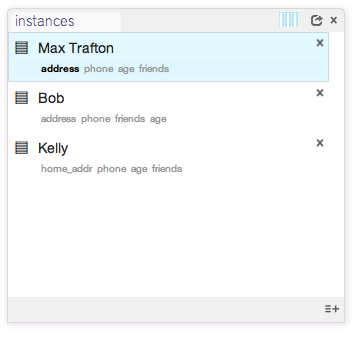 instances
Max Trafton
address phone age friends
Bob
address phone friends age
Kelly
home_addr phone age friends